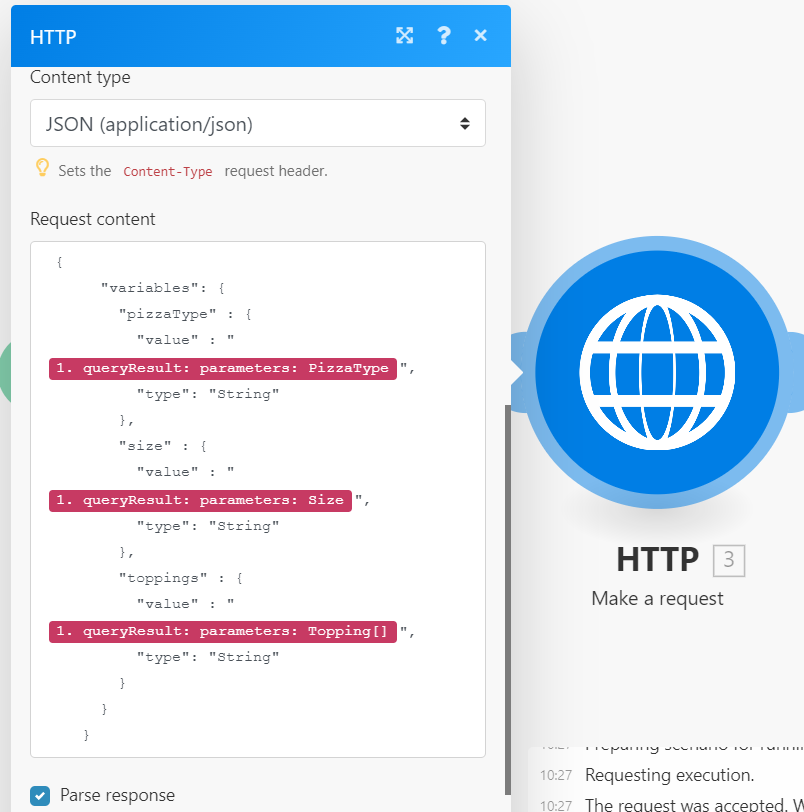 HTTP
Content type
JSON (application/json)
Sets the Content-Type request header.
Request content
{
"variables": {
"pizzaType" : {
"value" : "
1. queryResult: parameters: PizzaType ",
"type": "String"
},
"size" : {
"value" : "
1. queryResult: parameters: Size ",
"type": "String"
},
"toppings" : {
"value" : "
1. queryResult: parameters: Topping[] ",
"type": "String"
}
}
}
Parse response
HTTP 3
Make a request
10:27 Preparing scenario for
10:27 Requesting execution.
10:27 The request was accepted. W